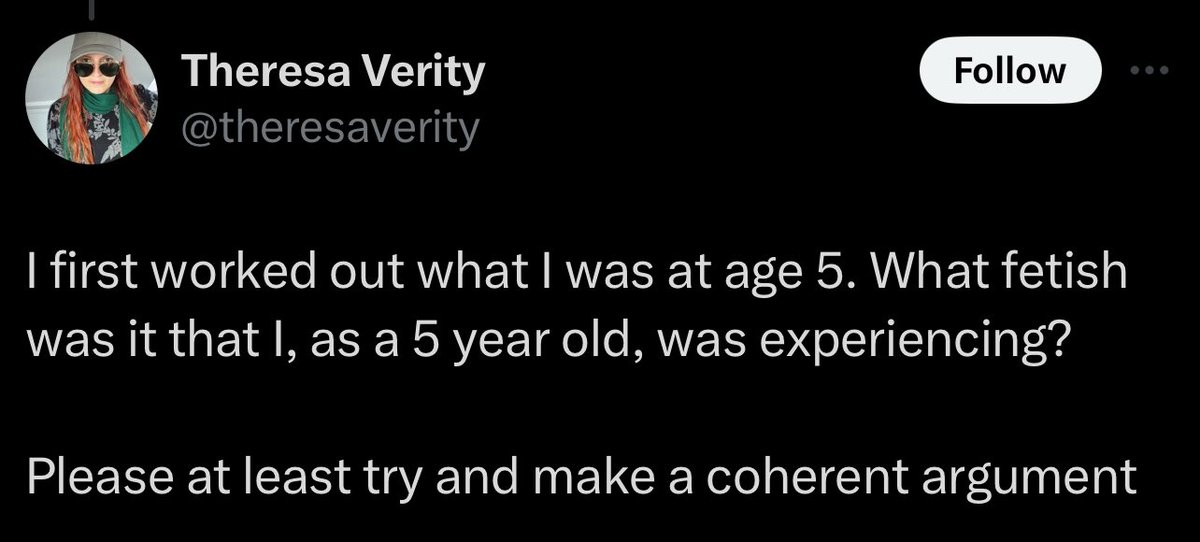 Theresa Verity
@theresaverity
Follow
I first worked out what I was at age 5. What fetish
was it that I, as a 5 year old, was experiencing?
Please at least try and make a coherent argument